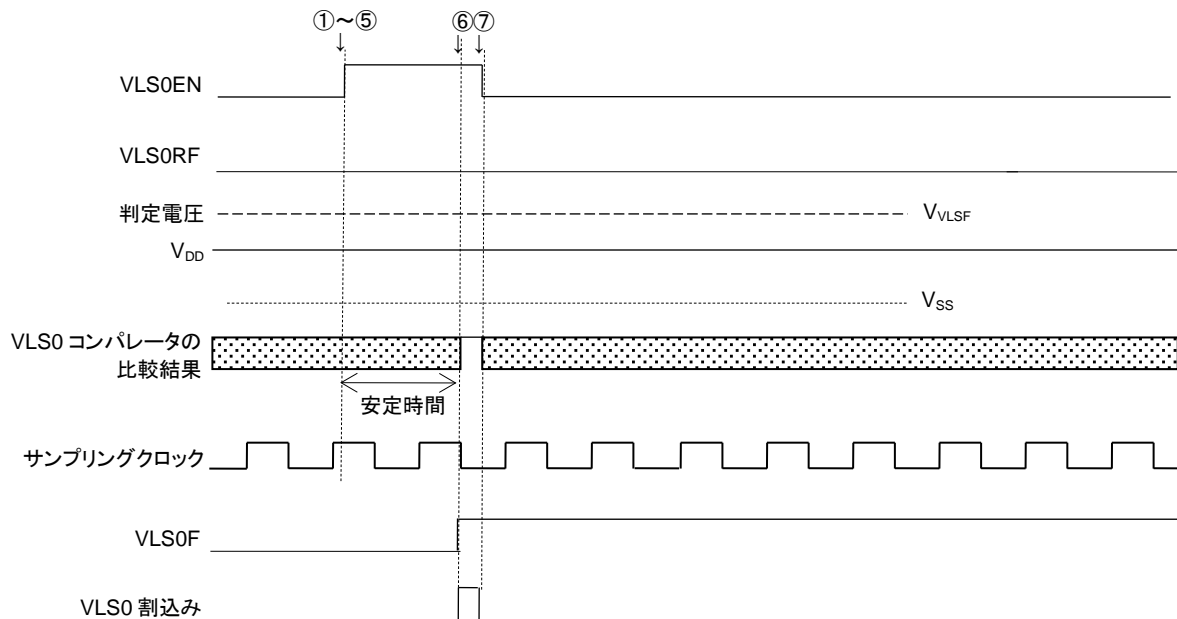 ①～⑤
⑥⑦
VLS0EN
VLS0RF
判定電圧
VVLSF
VDD
VSS
VLS0 コンパレータの
比較結果
安定時間
サンプリングクロック
VLS0F
VLS0 割込み